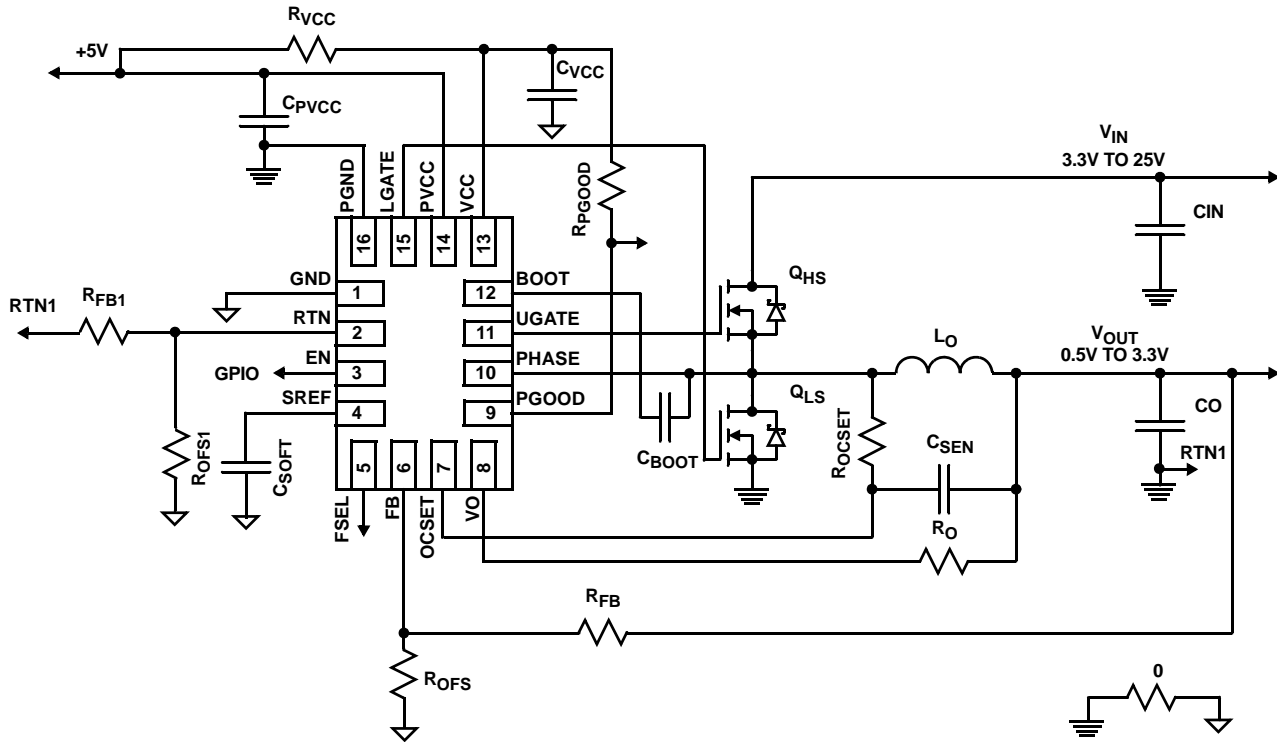 RVCC
+5V
CVCC
CPVCC
VIN
3.3V TO 25V
PGND
LGATE
PVCC
VCC
RPGOOD
CIN
16
15
14
13
QHS
GND
1
12
BOOT
RTN1
RFB1
RTN
2
11
UGATE
LO
VOUT
0.5V TO 3.3V
EN
GPIO
3
10
PHASE
QLS
SREF
4
9
PGOOD
CO
ROFS1
CSOFT
5
6
7
8
CBOOT
ROCSET
CSEN
RTN1
FSEL
FB
OCSET
VO
RO
RFB
ROFS
0